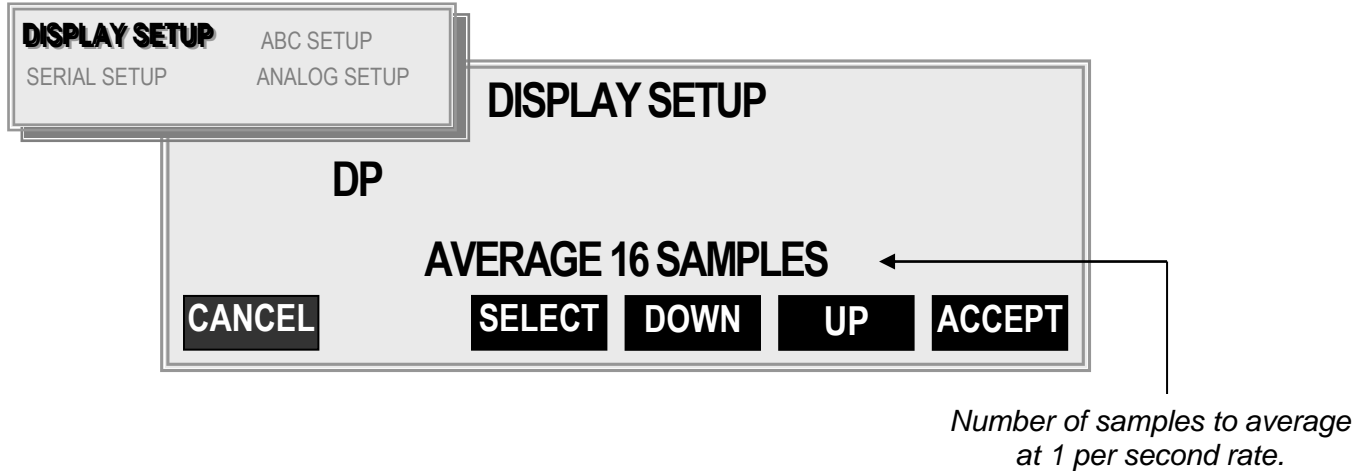 DISPLAY SETUP ABC SETUP
SERIAL SETUP ANALOG SETUP
DISPLAY SETUP
DP
AVERAGE 16 SAMPLES
CANCEL SELECT DOWN UP ACCEPT
Number of samples to average
at 1 per second rate.